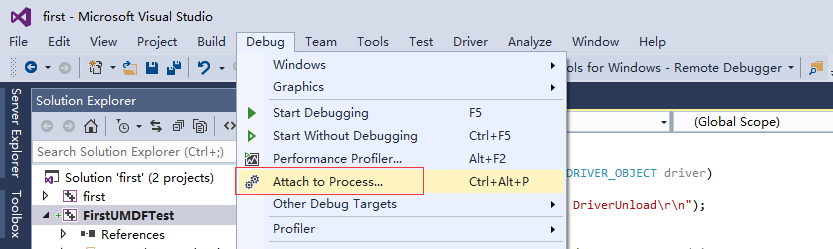 first - Microsoft Visual Studio
File Edit View Project Build Debug Team Tools Test Driver Analyze Window Help
ols for Windows - Remote Debugger
Server Explorer
Toolbox
Solution Explorer
Search Solution Explorer (Ctrl+;)
Solution 'first' (2 projects)
first
FirstUMDFTest
References
Windows
Graphics
Start Debugging F5
Start Without Debugging Ctrl+F5
Performance Profiler... Alt+F2
Attach to Process... Ctrl+Alt+P
Other Debug Targets
Profiler
(Global Scope)
DRIVER_OBJECT driver)
DriverUnload\r\n");